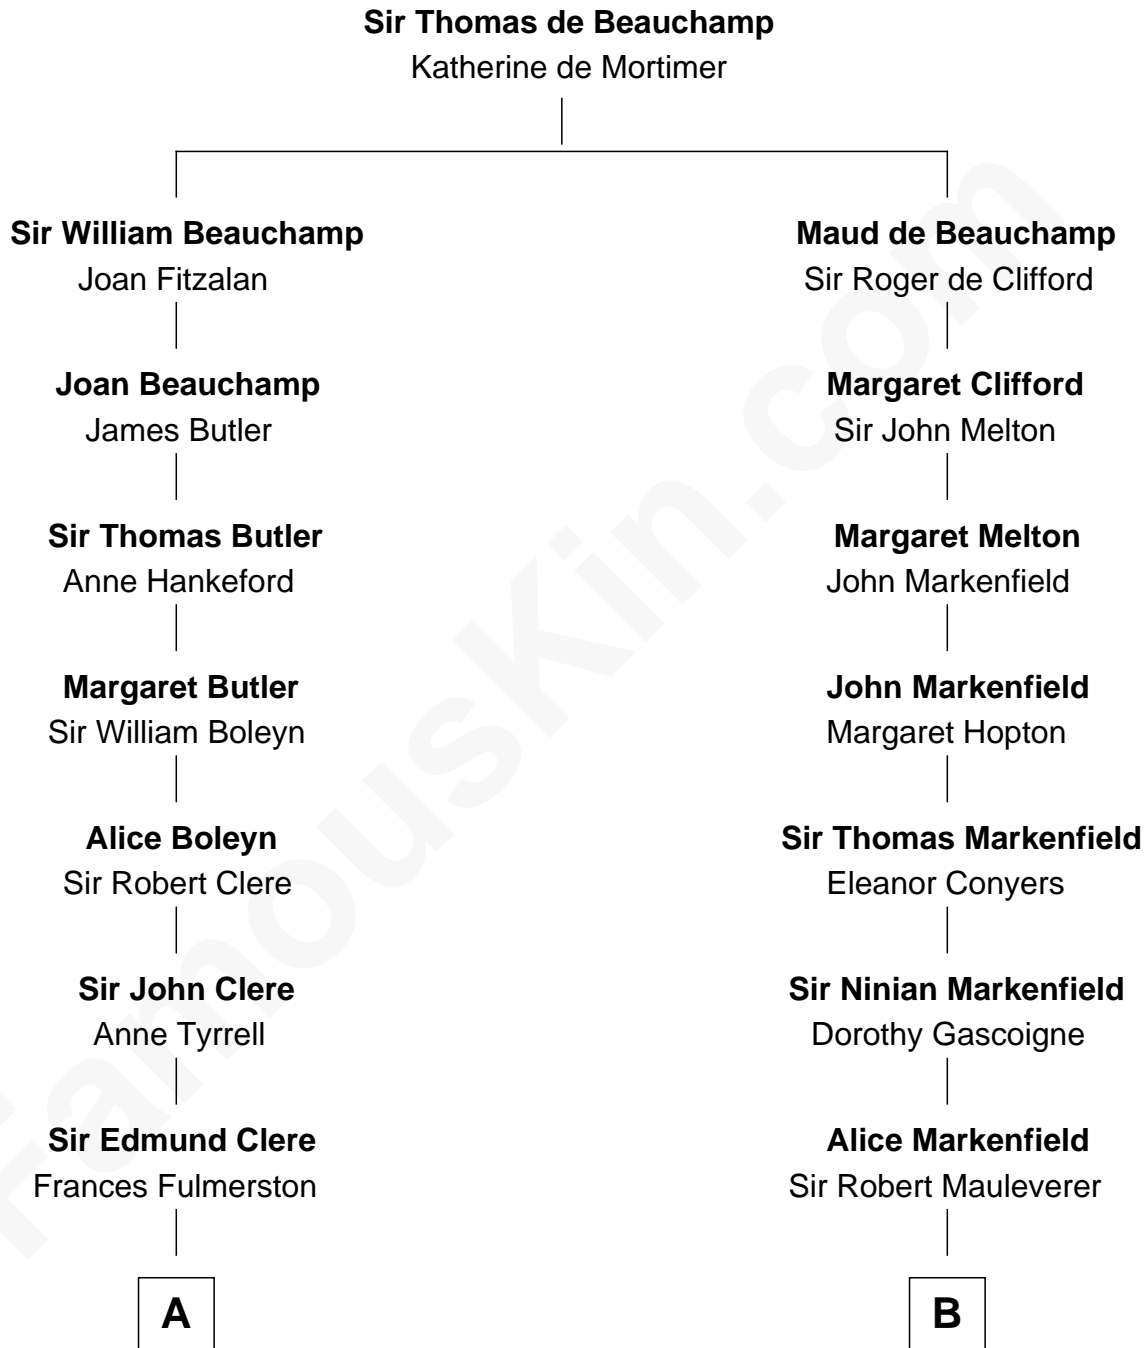 Sir Thomas de Beauchamp
Katherine de Mortimer
Sir William Beauchamp
Joan Fitzalan
Maud de Beauchamp
Sir Roger de Clifford
Joan Beauchamp
James Butler
Margaret Clifford
Sir John Melton
Sir Thomas Butler
Anne Hankeford
Margaret Melton
John Markenfield
Margaret Butler
Sir William Boleyn
John Markenfield
Margaret Hopton
Alice Boleyn
Sir Robert Clere
Sir Thomas Markenfield
Eleanor Conyers
Sir John Clere
Anne Tyrrell
Sir Ninian Markenfield
Dorothy Gascoigne
Sir Edmund Clere
Frances Fulmerston
Alice Markenfield
Sir Robert Mauleverer
A
B
FamousKin.com